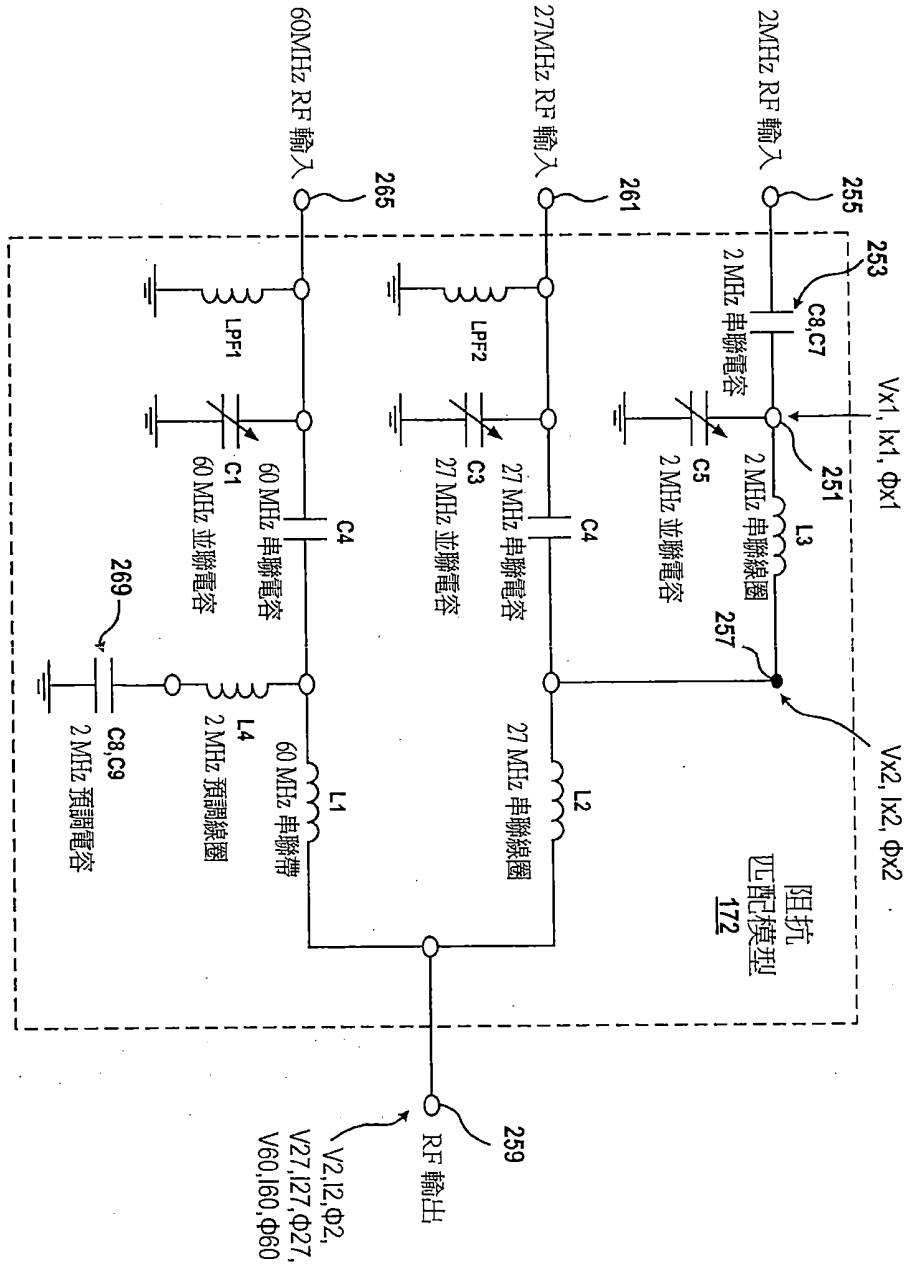 阻抗
匹配模型
172
Vx1, Ix1, Φx1
Vx2, Ix2, Φx2
2MHz RF 輸入
255
253
C8,C7
2 MHz 串聯電容
251
L3
2 MHz 串聯線圈
257
C5
2 MHz 並聯電容
27MHz RF 輸入
261
LPF2
C3
27 MHz 並聯電容
C4
27 MHz 串聯電容
L2
27 MHz 串聯線圈
60MHz RF 輸入
265
LPF1
C1
60 MHz 並聯電容
C4
60 MHz 串聯電容
L1
60 MHz 串聯帶
L4
2 MHz 預調線圈
269
C8,C9
2 MHz 預調電容
259
RF 輸出
V2,I2,Φ2,
V27,I27,Φ27,
V60,I60,Φ60